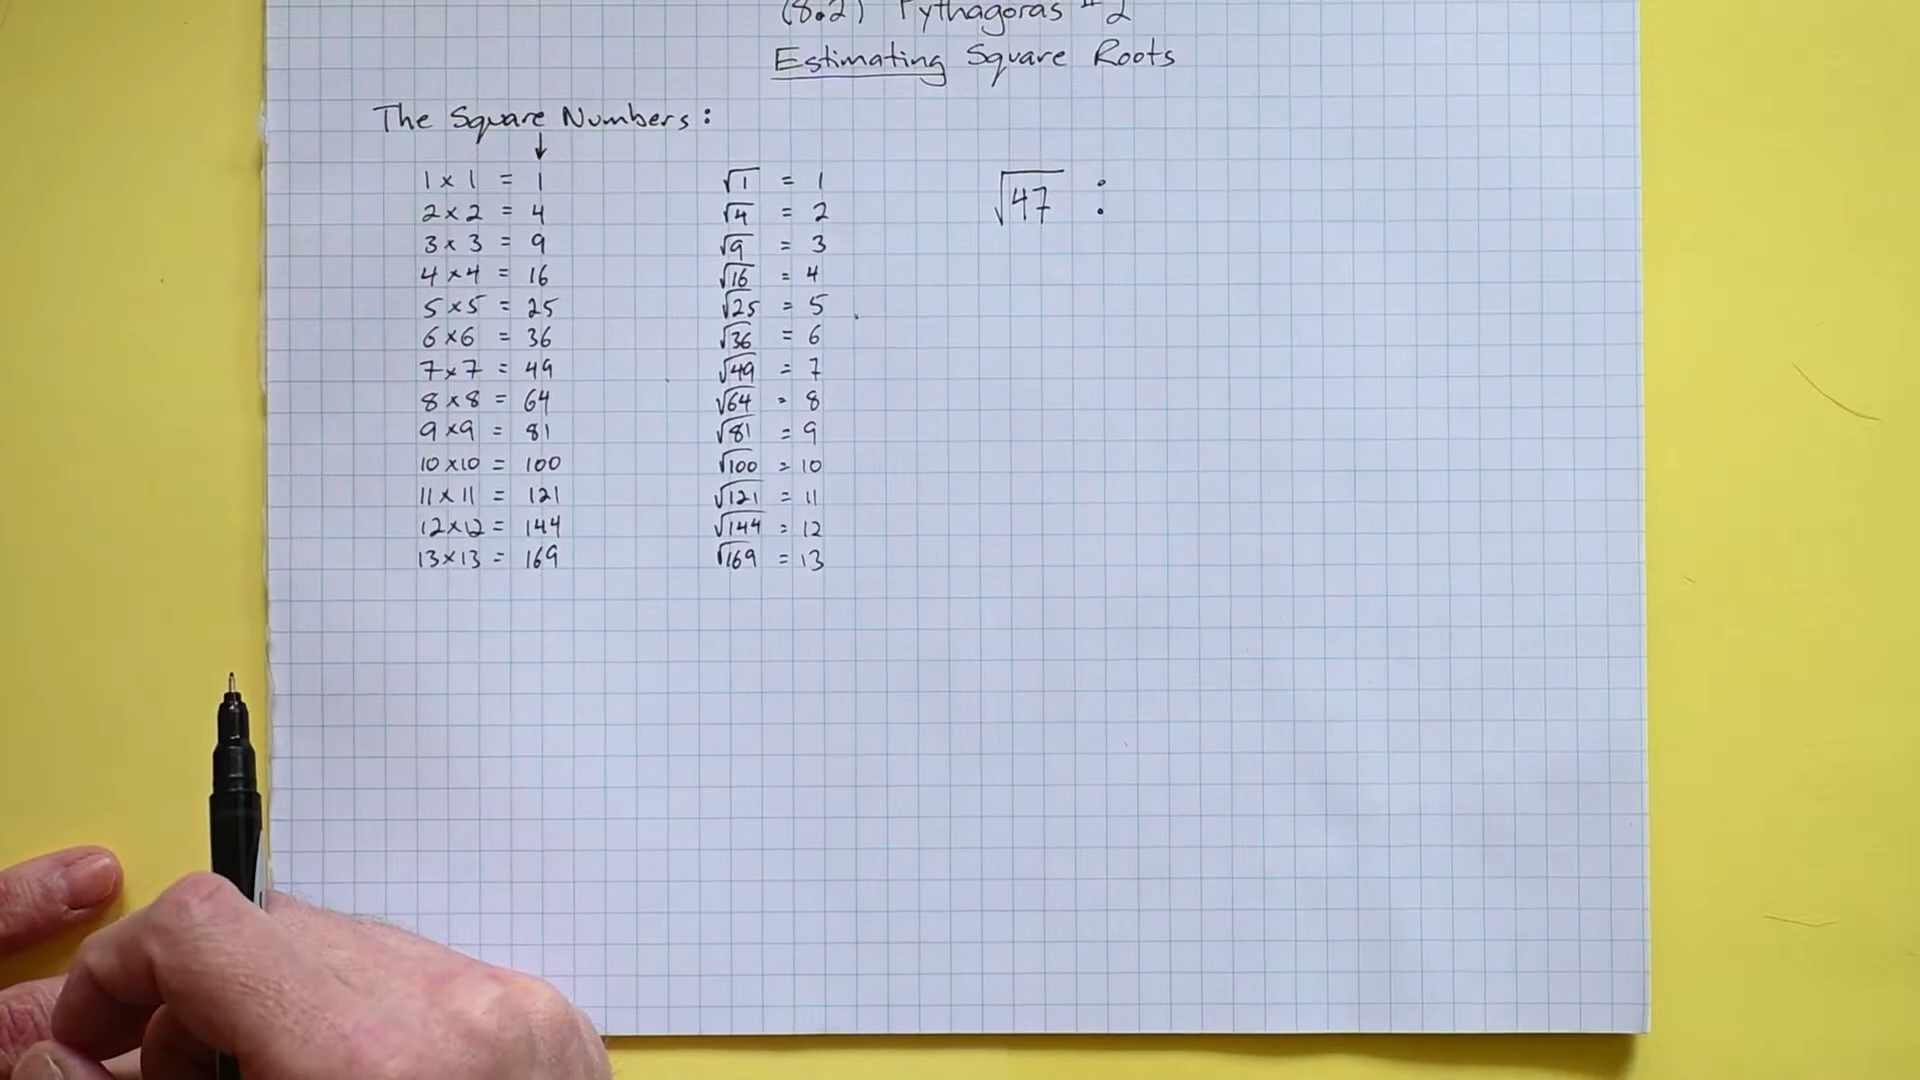 (8.2) Pythagoras #2
Estimating Square Roots
The Square Numbers:
↓
1 x 1 = 1
2 x 2 = 4
3 x 3 = 9
4 x 4 = 16
5 x 5 = 25
6 x 6 = 36
7 x 7 = 49
8 x 8 = 64
9 x 9 = 81
10 x 10 = 100
11 x 11 = 121
12 x 12 = 144
13 x 13 = 169
√1 = 1
√4 = 2
√9 = 3
√16 = 4
√25 = 5
√36 = 6
√49 = 7
√64 = 8
√81 = 9
√100 = 10
√121 = 11
√144 = 12
√169 = 13
√47 :